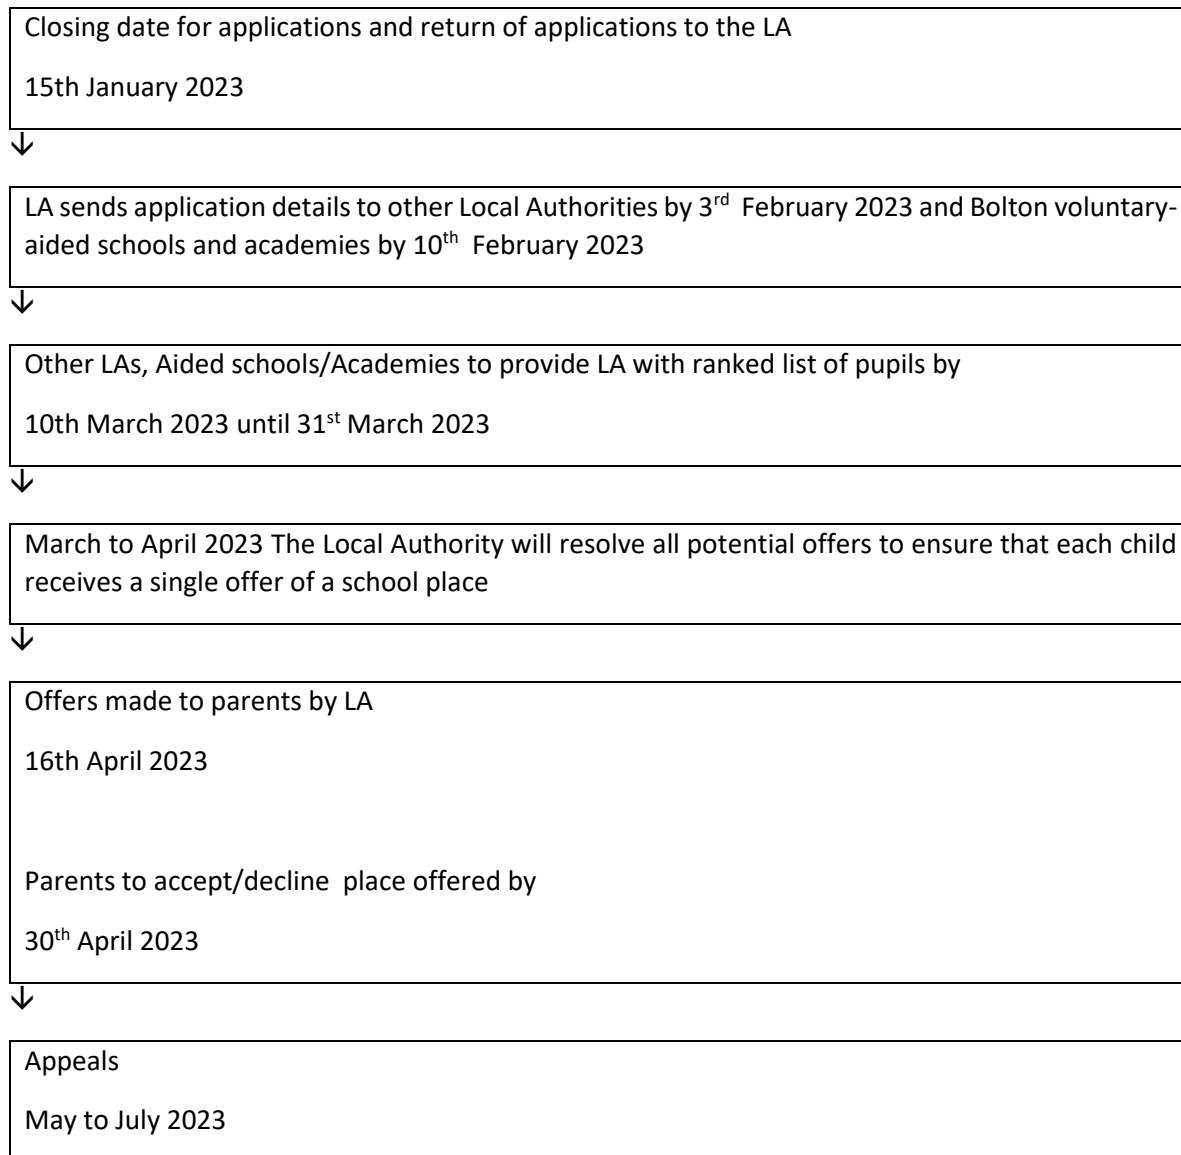 Closing date for applications and return of applications to the LA
15th January 2023
↓
LA sends application details to other Local Authorities by 3rd February 2023 and Bolton voluntary-
aided schools and academies by 10th February 2023
↓
Other LAs, Aided schools/Academies to provide LA with ranked list of pupils by
10th March 2023 until 31st March 2023
↓
March to April 2023 The Local Authority will resolve all potential offers to ensure that each child
receives a single offer of a school place
↓
Offers made to parents by LA
16th April 2023
Parents to accept/decline place offered by
30th April 2023
↓
Appeals
May to July 2023